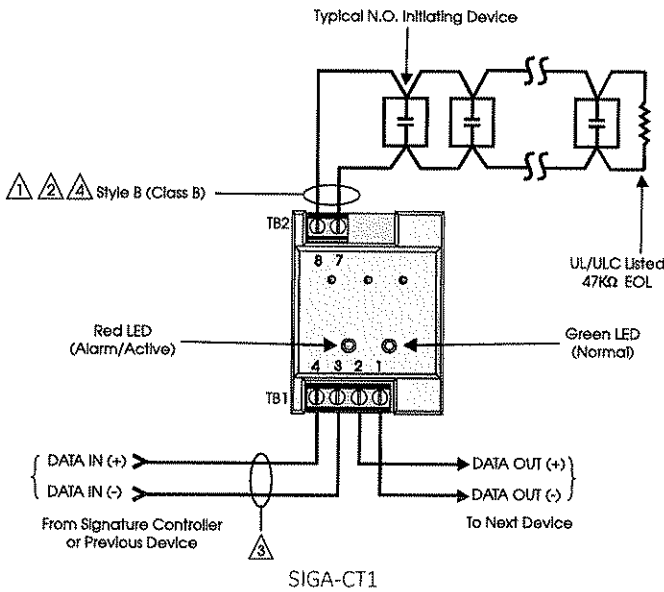 Typical N.O. Initiating Device
1 2 4 Style B (Class B)
TB2
8 7
UL/ULC Listed
47KΩ EOL
Red LED
(Alarm/Active)
Green LED
(Normal)
4 3 2 1
TB1
DATA IN (+)
DATA IN (-)
DATA OUT (+)
DATA OUT (-)
From Signature Controller
or Previous Device
To Next Device
3
SIGA-CT1